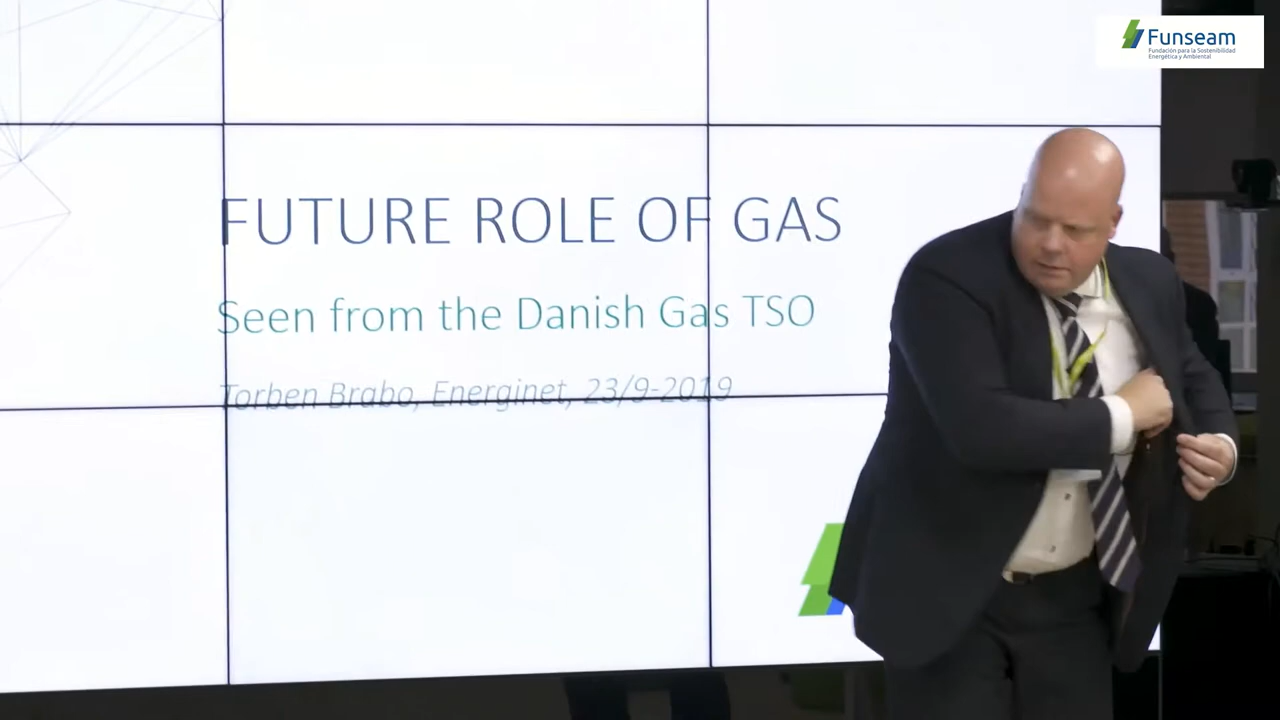 Funseam
Fundación para la Sostenibilidad
Energética y Ambiental
FUTURE ROLE OF GAS
Seen from the Danish Gas TSO
Torben Brabo, Energinet, 23/9-2019